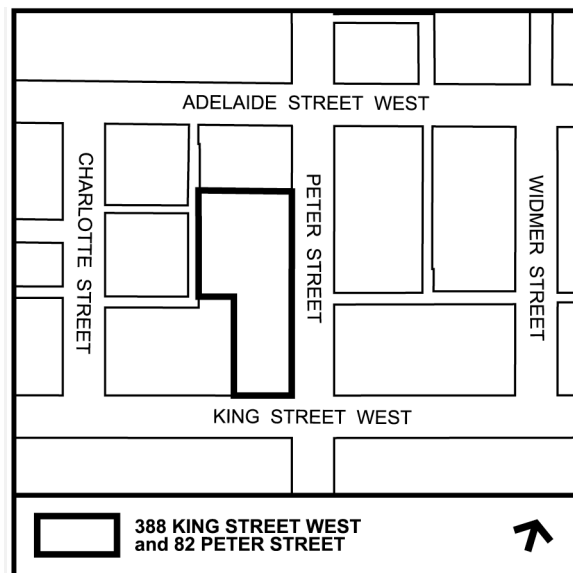 ADELAIDE STREET WEST
CHARLOTTE STREET
PETER STREET
WIDMER STREET
KING STREET WEST
388 KING STREET WEST
and 82 PETER STREET